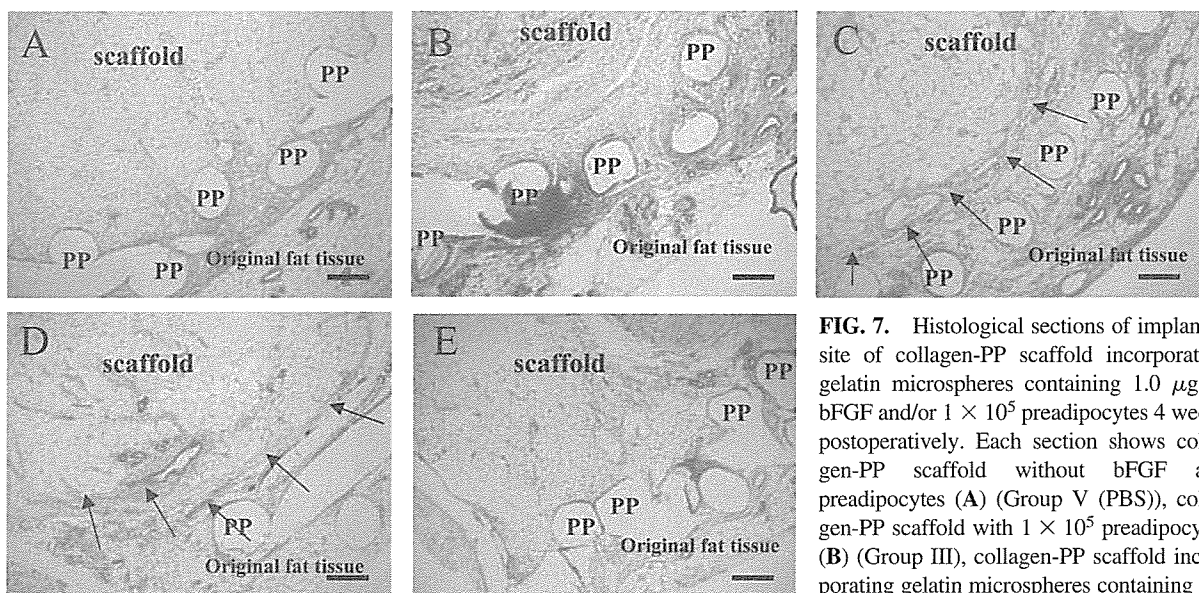 A
scaffold
PP
PP
PP
PP
PP
Original fat tissue
B
scaffold
PP
PP
PP
PP
Original fat tissue
C
scaffold
PP
PP
PP
PP
Original fat tissue
D
scaffold
PP
Original fat tissue
E
scaffold
PP
PP
PP
PP
Original fat tissue
FIG. 7. Histological sections of implan
site of collagen-PP scaffold incorporat
gelatin microspheres containing 1.0 μg
bFGF and/or 1 × 10⁵ preadipocytes 4 we
postoperatively. Each section shows co
gen-PP scaffold without bFGF a
preadipocytes (A) (Group V (PBS)), co
gen-PP scaffold with 1 × 10⁵ preadipocy
(B) (Group III), collagen-PP scaffold inc
porating gelatin microspheres containing